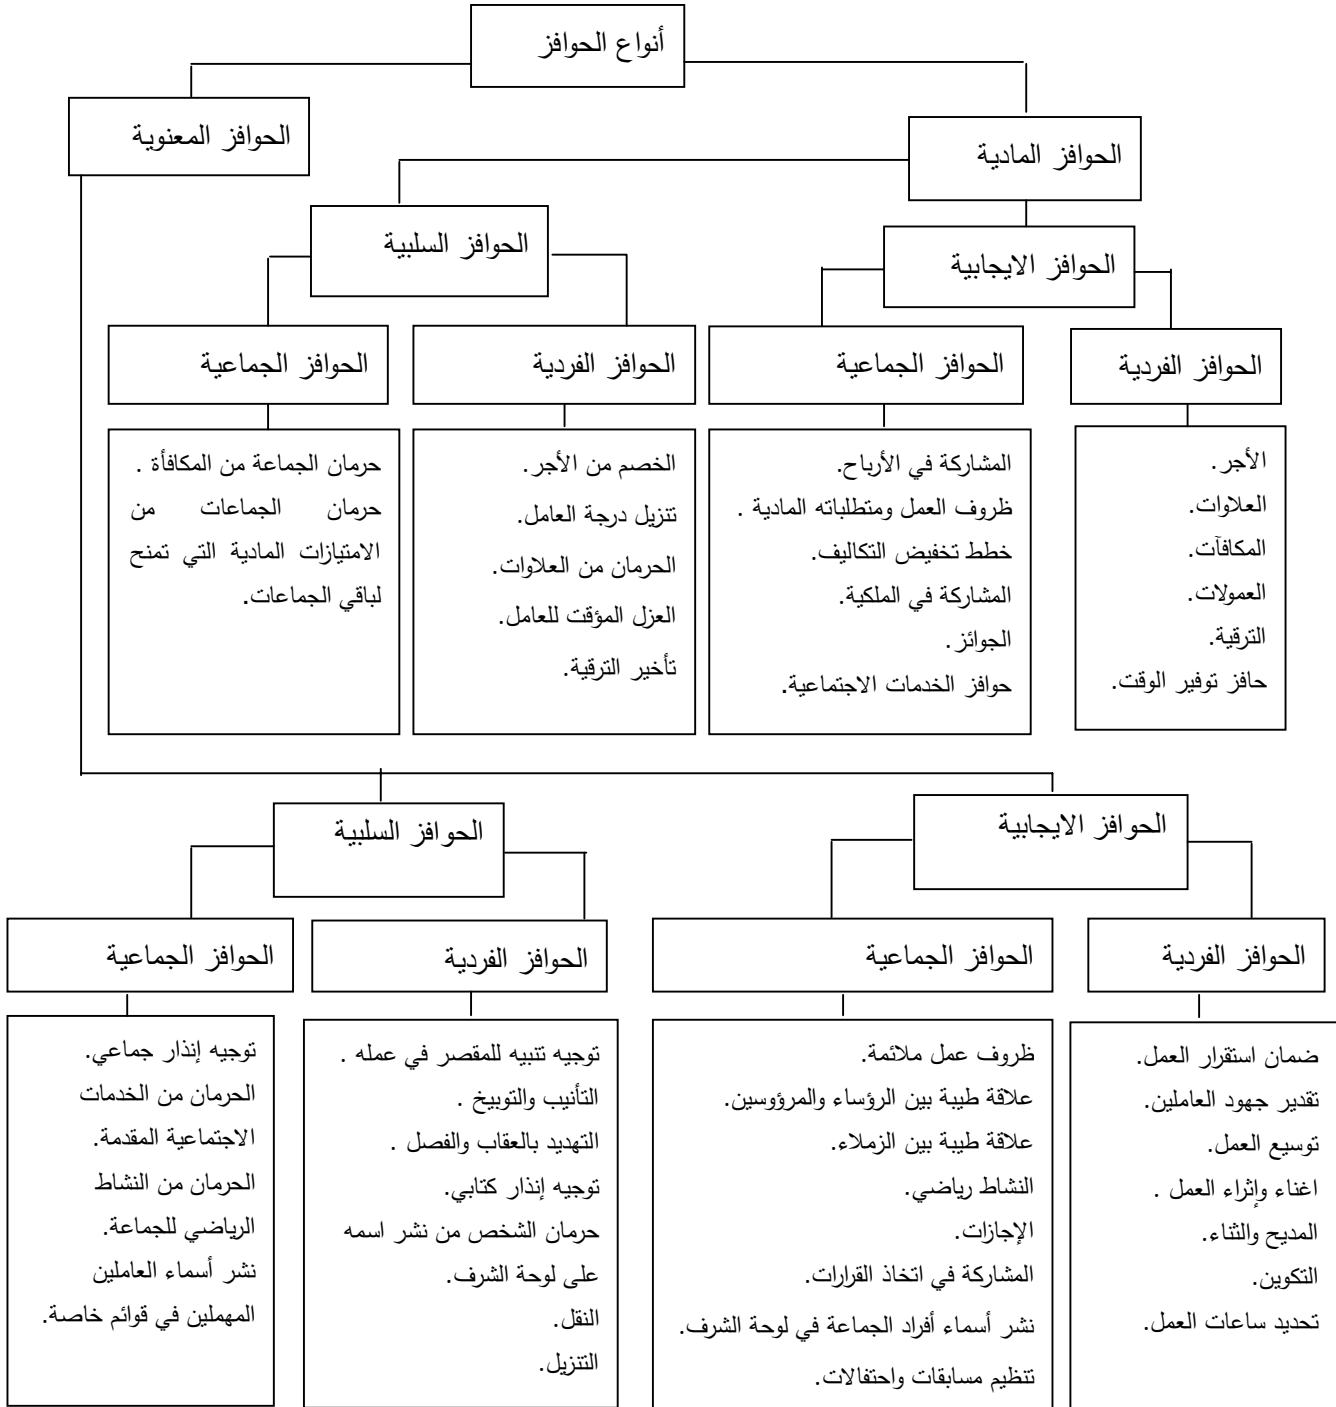 أنواع الحوافز
الحوافز المعنوية
الحوافز المادية
الحوافز السلبية
الحوافز الايجابية
الحوافز الفردية
الحوافز الجماعية
الحوافز الفردية
الحوافز الجماعية
الأجر.
العلاوات.
المكافآت.
العمولات.
الترقية.
حافز توفير الوقت.
المشاركة في الأرباح.
ظروف العمل ومتطلباته المادية .
خطط تخفيض التكاليف.
المشاركة في الملكية.
الجوائز.
حوافز الخدمات الاجتماعية.
الخصم من الأجر.
تنزيل درجة العامل.
الحرمان من العلاوات.
العزل المؤقت للعامل.
تأخير الترقية.
حرمان الجماعة من المكافأة .
حرمان الجماعات من
الامتيازات المادية التي تمنح
لباقي الجماعات.
الحوافز الايجابية
الحوافز السلبية
الحوافز الفردية
الحوافز الجماعية
الحوافز الفردية
الحوافز الجماعية
ضمان استقرار العمل.
تقدير جهود العاملين.
توسيع العمل.
اغناء وإثراء العمل .
المديح والثناء.
التكوين.
تحديد ساعات العمل.
ظروف عمل ملائمة.
علاقة طيبة بين الرؤساء والمرؤوسين.
علاقة طيبة بين الزملاء.
النشاط رياضي.
الإجازات.
المشاركة في اتخاذ القرارات.
نشر أسماء أفراد الجماعة في لوحة الشرف.
تنظيم مسابقات واحتفالات.
توجيه تنبيه للمقصر في عمله .
التأنيب والتوبيخ .
التهديد بالعقاب والفصل .
توجيه إنذار كتابي.
حرمان الشخص من نشر اسمه
على لوحة الشرف.
النقل.
التنزيل.
توجيه إنذار جماعي.
الحرمان من الخدمات
الاجتماعية المقدمة.
الحرمان من النشاط
الرياضي للجماعة.
نشر أسماء العاملين
المهملين في قوائم خاصة.